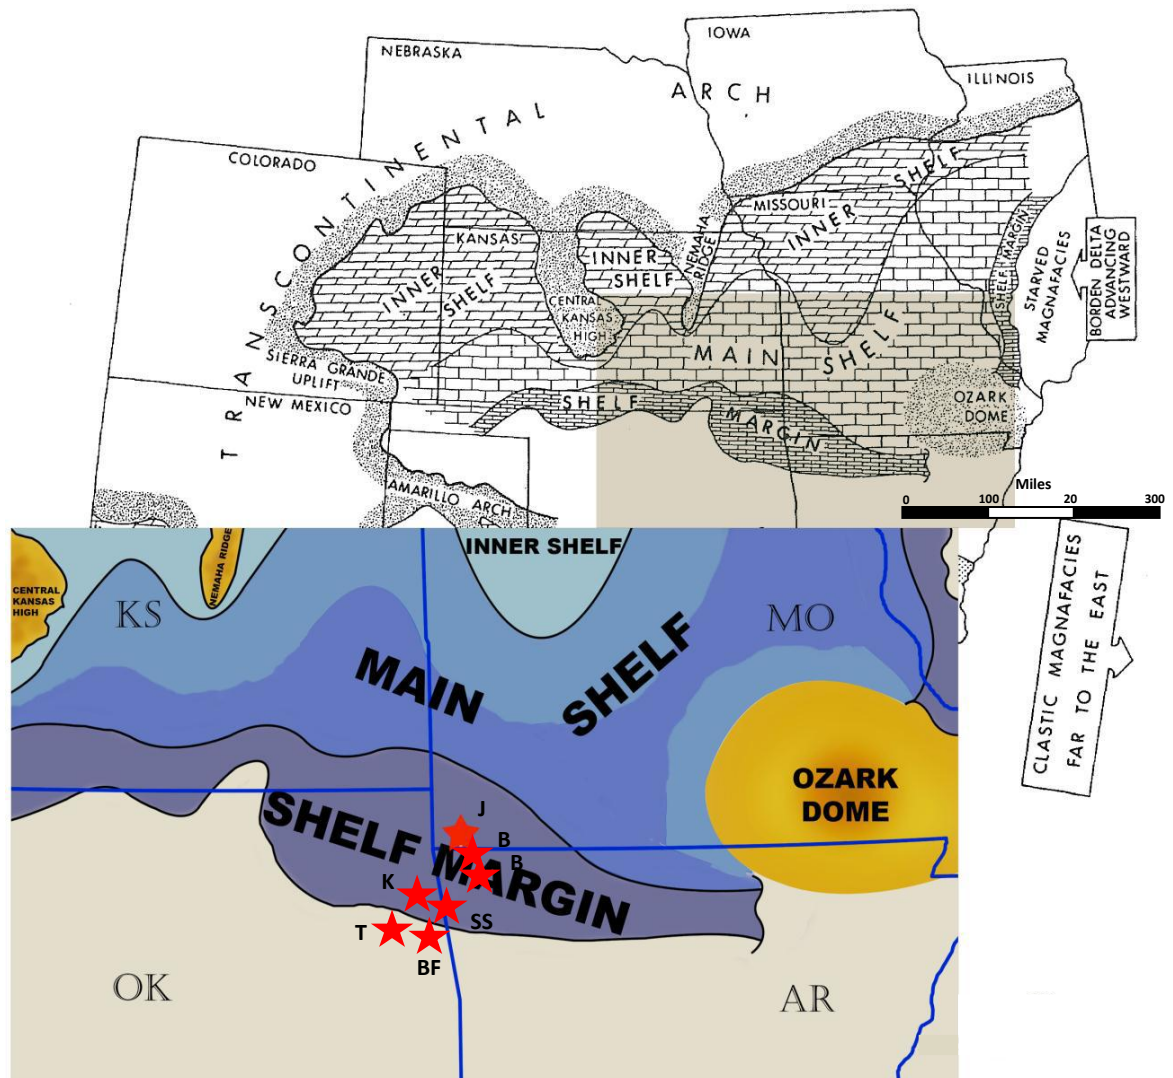 NEBRASKA
IOWA
ILLINOIS
COLORADO
TRANSCONTINENTAL ARCH
KANSAS
INNER SHELF
INNER
SHELF
CENTRAL
KANSAS
HIGH
NEMAHA
RIDGE
MISSOURI
INNER SHELF
MAIN SHELF
SHELF MARGIN
SHELF MARGIN
STARVED
MAGNAFACIES
BORDEN DELTA
ADVANCING
WESTWARD
SIERRA GRANDE
UPLIFT
NEW MEXICO
AMARILLO ARCH
OZARK
DOME
Miles
0 100 20 300
CLASTIC MAGNAFACIES
FAR TO THE EAST
CENTRAL
KANSAS
HIGH
NEMAHA RIDGE
INNER SHELF
KS
MO
MAIN SHELF
OZARK
DOME
SHELF MARGIN
J
B
B
K
SS
T
BF
OK
AR